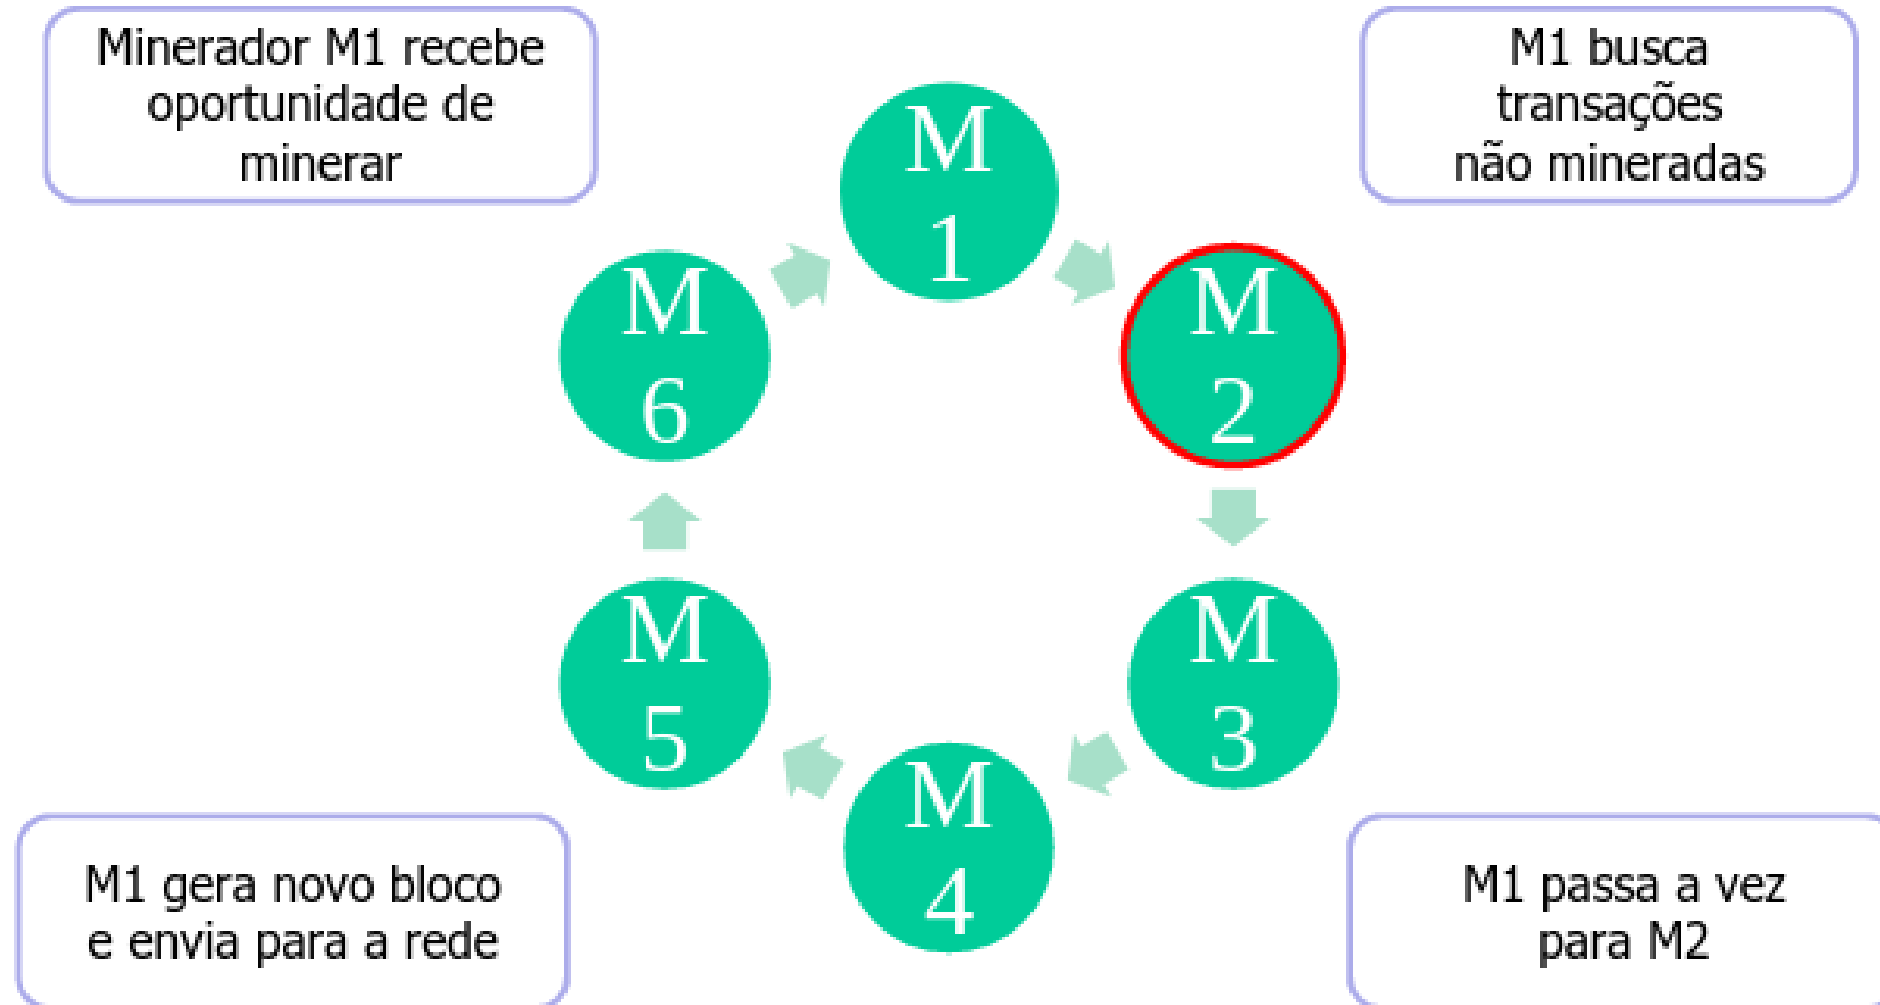 Minerador M1 recebe
oportunidade de
minerar
M1 busca
transações
não mineradas
M
1
M
2
M
3
M
4
M
5
M
6
M1 gera novo bloco
e envia para a rede
M1 passa a vez
para M2